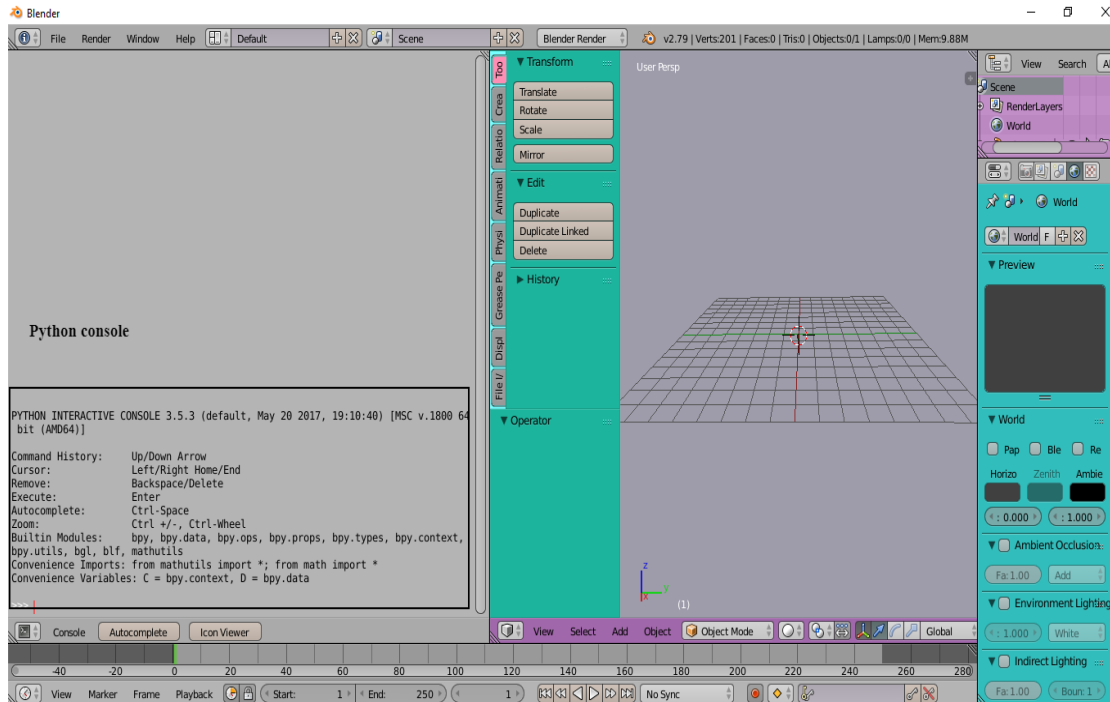 Blender
File Render Window Help Default Scene Blender Render v2.79 | Verts:201 | Faces:0 | Tris:0 | Objects:0/1 | Lamps:0/0 | Mem:9.88M
Python console
PYTHON INTERACTIVE CONSOLE 3.5.3 (default, May 20 2017, 19:10:40) [MSC v.1800 64
bit (AMD64)]
Command History: Up/Down Arrow
Cursor: Left/Right Home/End
Remove: Backspace/Delete
Execute: Enter
Autocomplete: Ctrl-Space
Zoom: Ctrl +/-, Ctrl-Wheel
Builtin Modules: bpy, bpy.data, bpy.ops, bpy.props, bpy.types, bpy.context,
bpy.utils, bgl, blf, mathutils
Convenience Imports: from mathutils import *; from math import *
Convenience Variables: C = bpy.context, D = bpy.data
>>>
Console Autocomplete Icon Viewer
Too
Crea
Relatio
Animati
Physi
Grease Pe
Displ
File I/
Transform
Translate
Rotate
Scale
Mirror
Edit
Duplicate
Duplicate Linked
Delete
History
Operator
User Persp
z
y
x
(1)
View Select Add Object Object Mode Global
View Search Al
Scene
RenderLayers
World
World
World F
Preview
World
Pap Ble Re
Horizo Zenith Ambie
: 0.000 : 1.000
Ambient Occlusion
Fa: 1.00 Add
Environment Lighting
: 1.000 White
Indirect Lighting
Fa: 1.00 Boun: 1
-40 -20 0 20 40 60 80 100 120 140 160 180 200 220 240 260 280
View Marker Frame Playback Start: 1 End: 250 1 No Sync